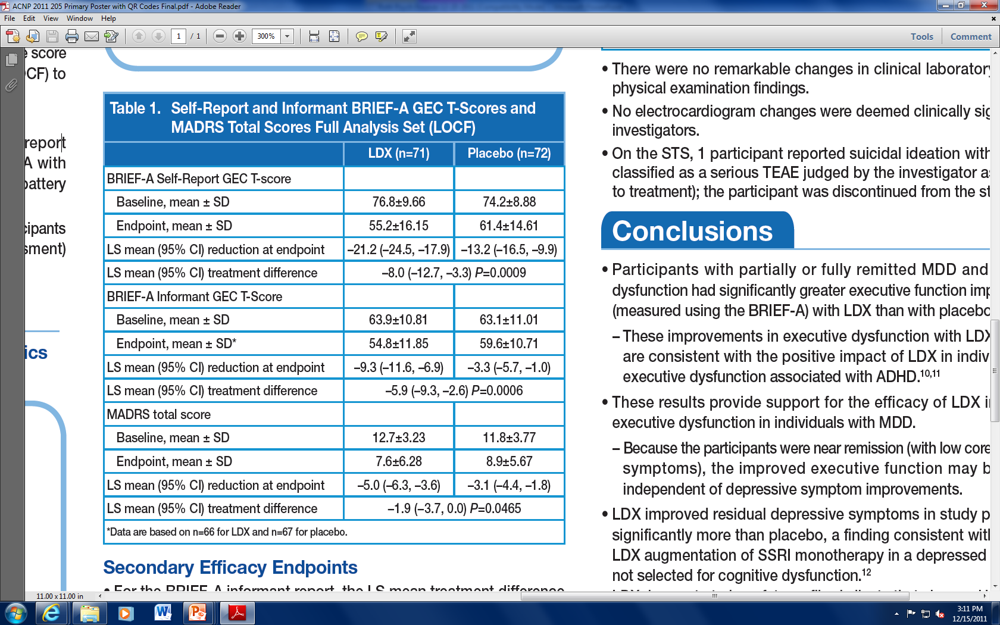 ACNP 2011 205 Primary Poster with QR Codes Final.pdf - Adobe Reader
File Edit View Window Help
1 / 1 300% Tools Comment
score
OCF) to
report
A with
battery
cipants
sment)
ics
Table 1. Self-Report and Informant BRIEF-A GEC T-Scores and
MADRS Total Scores Full Analysis Set (LOCF)
LDX (n=71) Placebo (n=72)
BRIEF-A Self-Report GEC T-score
Baseline, mean ± SD 76.8±9.66 74.2±8.88
Endpoint, mean ± SD 55.2±16.15 61.4±14.61
LS mean (95% CI) reduction at endpoint –21.2 (–24.5, –17.9) –13.2 (–16.5, –9.9)
LS mean (95% CI) treatment difference –8.0 (–12.7, –3.3) P=0.0009
BRIEF-A Informant GEC T-Score
Baseline, mean ± SD 63.9±10.81 63.1±11.01
Endpoint, mean ± SD* 54.8±11.85 59.6±10.71
LS mean (95% CI) reduction at endpoint –9.3 (–11.6, –6.9) –3.3 (–5.7, –1.0)
LS mean (95% CI) treatment difference –5.9 (–9.3, –2.6) P=0.0006
MADRS total score
Baseline, mean ± SD 12.7±3.23 11.8±3.77
Endpoint, mean ± SD 7.6±6.28 8.9±5.67
LS mean (95% CI) reduction at endpoint –5.0 (–6.3, –3.6) –3.1 (–4.4, –1.8)
LS mean (95% CI) treatment difference –1.9 (–3.7, 0.0) P=0.0465
*Data are based on n=66 for LDX and n=67 for placebo.
Secondary Efficacy Endpoints
• For the BRIEF-A informant report, the LS mean treatment difference
• There were no remarkable changes in clinical laboratory
physical examination findings.
• No electrocardiogram changes were deemed clinically sig
investigators.
• On the STS, 1 participant reported suicidal ideation with
classified as a serious TEAE judged by the investigator as
to treatment); the participant was discontinued from the st
Conclusions
• Participants with partially or fully remitted MDD and
dysfunction had significantly greater executive function imp
(measured using the BRIEF-A) with LDX than with placebo
– These improvements in executive dysfunction with LDX
are consistent with the positive impact of LDX in indivi
executive dysfunction associated with ADHD.10,11
• These results provide support for the efficacy of LDX i
executive dysfunction in individuals with MDD.
– Because the participants were near remission (with low core
symptoms), the improved executive function may b
independent of depressive symptom improvements.
• LDX improved residual depressive symptoms in study p
significantly more than placebo, a finding consistent with
LDX augmentation of SSRI monotherapy in a depressed
not selected for cognitive dysfunction.12
11.00 x 11.00 in
3:11 PM
12/15/2011